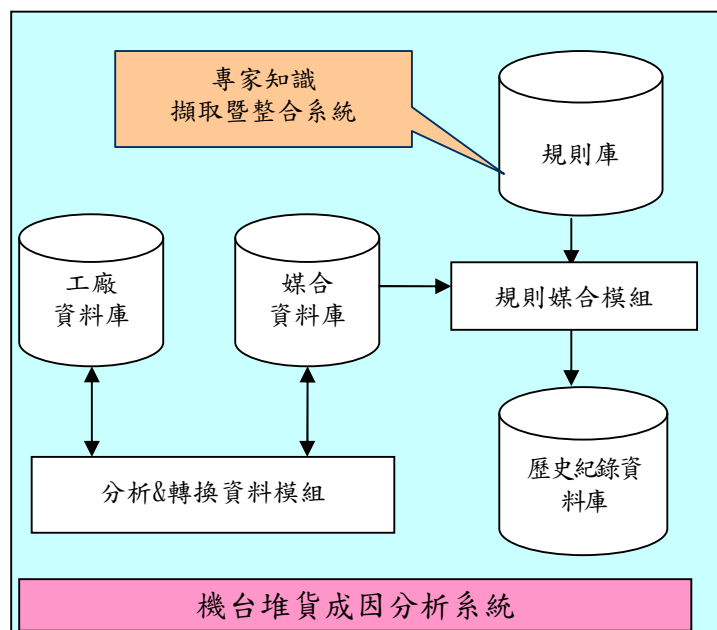 專家知識
擷取暨整合系統
規則庫
工廠
資料庫
媒合
資料庫
規則媒合模組
分析&轉換資料模組
歷史紀錄資
料庫
機台堆貨成因分析系統